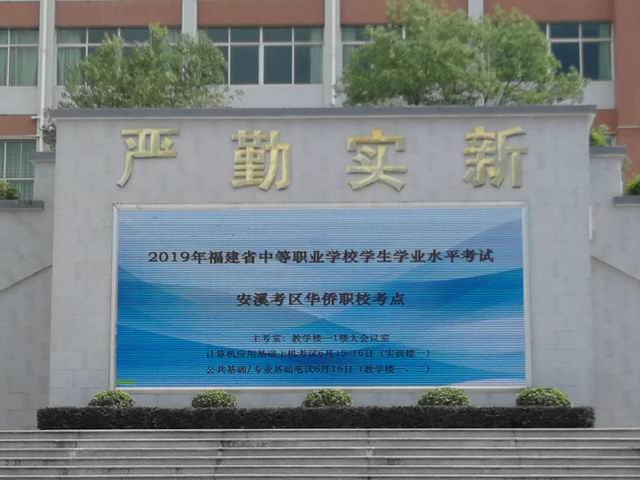 严勤实新
2019年福建省中等职业学校学生学业水平考试
安溪考区华侨职校考点
主考室：教学楼一1楼大会议室
计算机应用基础上机考试6月15-16日（实训楼一）
公共基础/专业基础笔试6月16日（教学楼一、二）